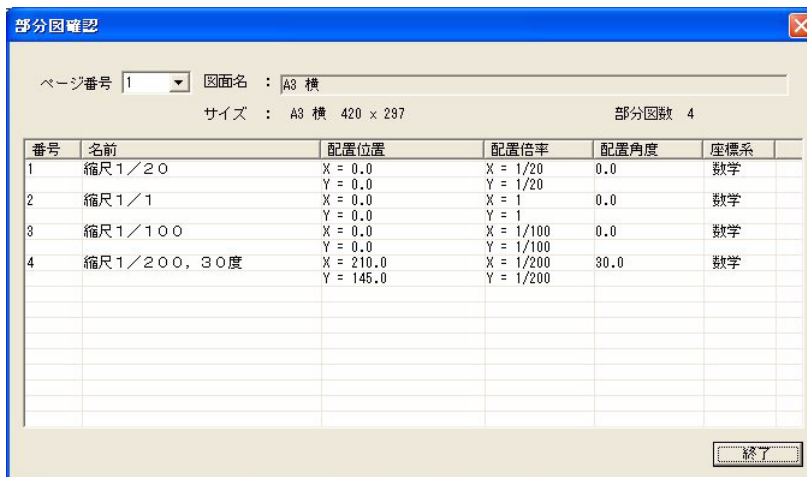 部分図確認
ページ番号 1 図面名 : A3 横
サイズ : A3 横 420 × 297 部分図数 4
番号 名前 配置位置 配置倍率 配置角度 座標系
1 縮尺1/20 X = 0.0 X = 1/20 0.0 数学
Y = 0.0 Y = 1/20
2 縮尺1/1 X = 0.0 X = 1 0.0 数学
Y = 0.0 Y = 1
3 縮尺1/100 X = 0.0 X = 1/100 0.0 数学
Y = 0.0 Y = 1/100
4 縮尺1/200,30度 X = 210.0 X = 1/200 30.0 数学
Y = 145.0 Y = 1/200
終了